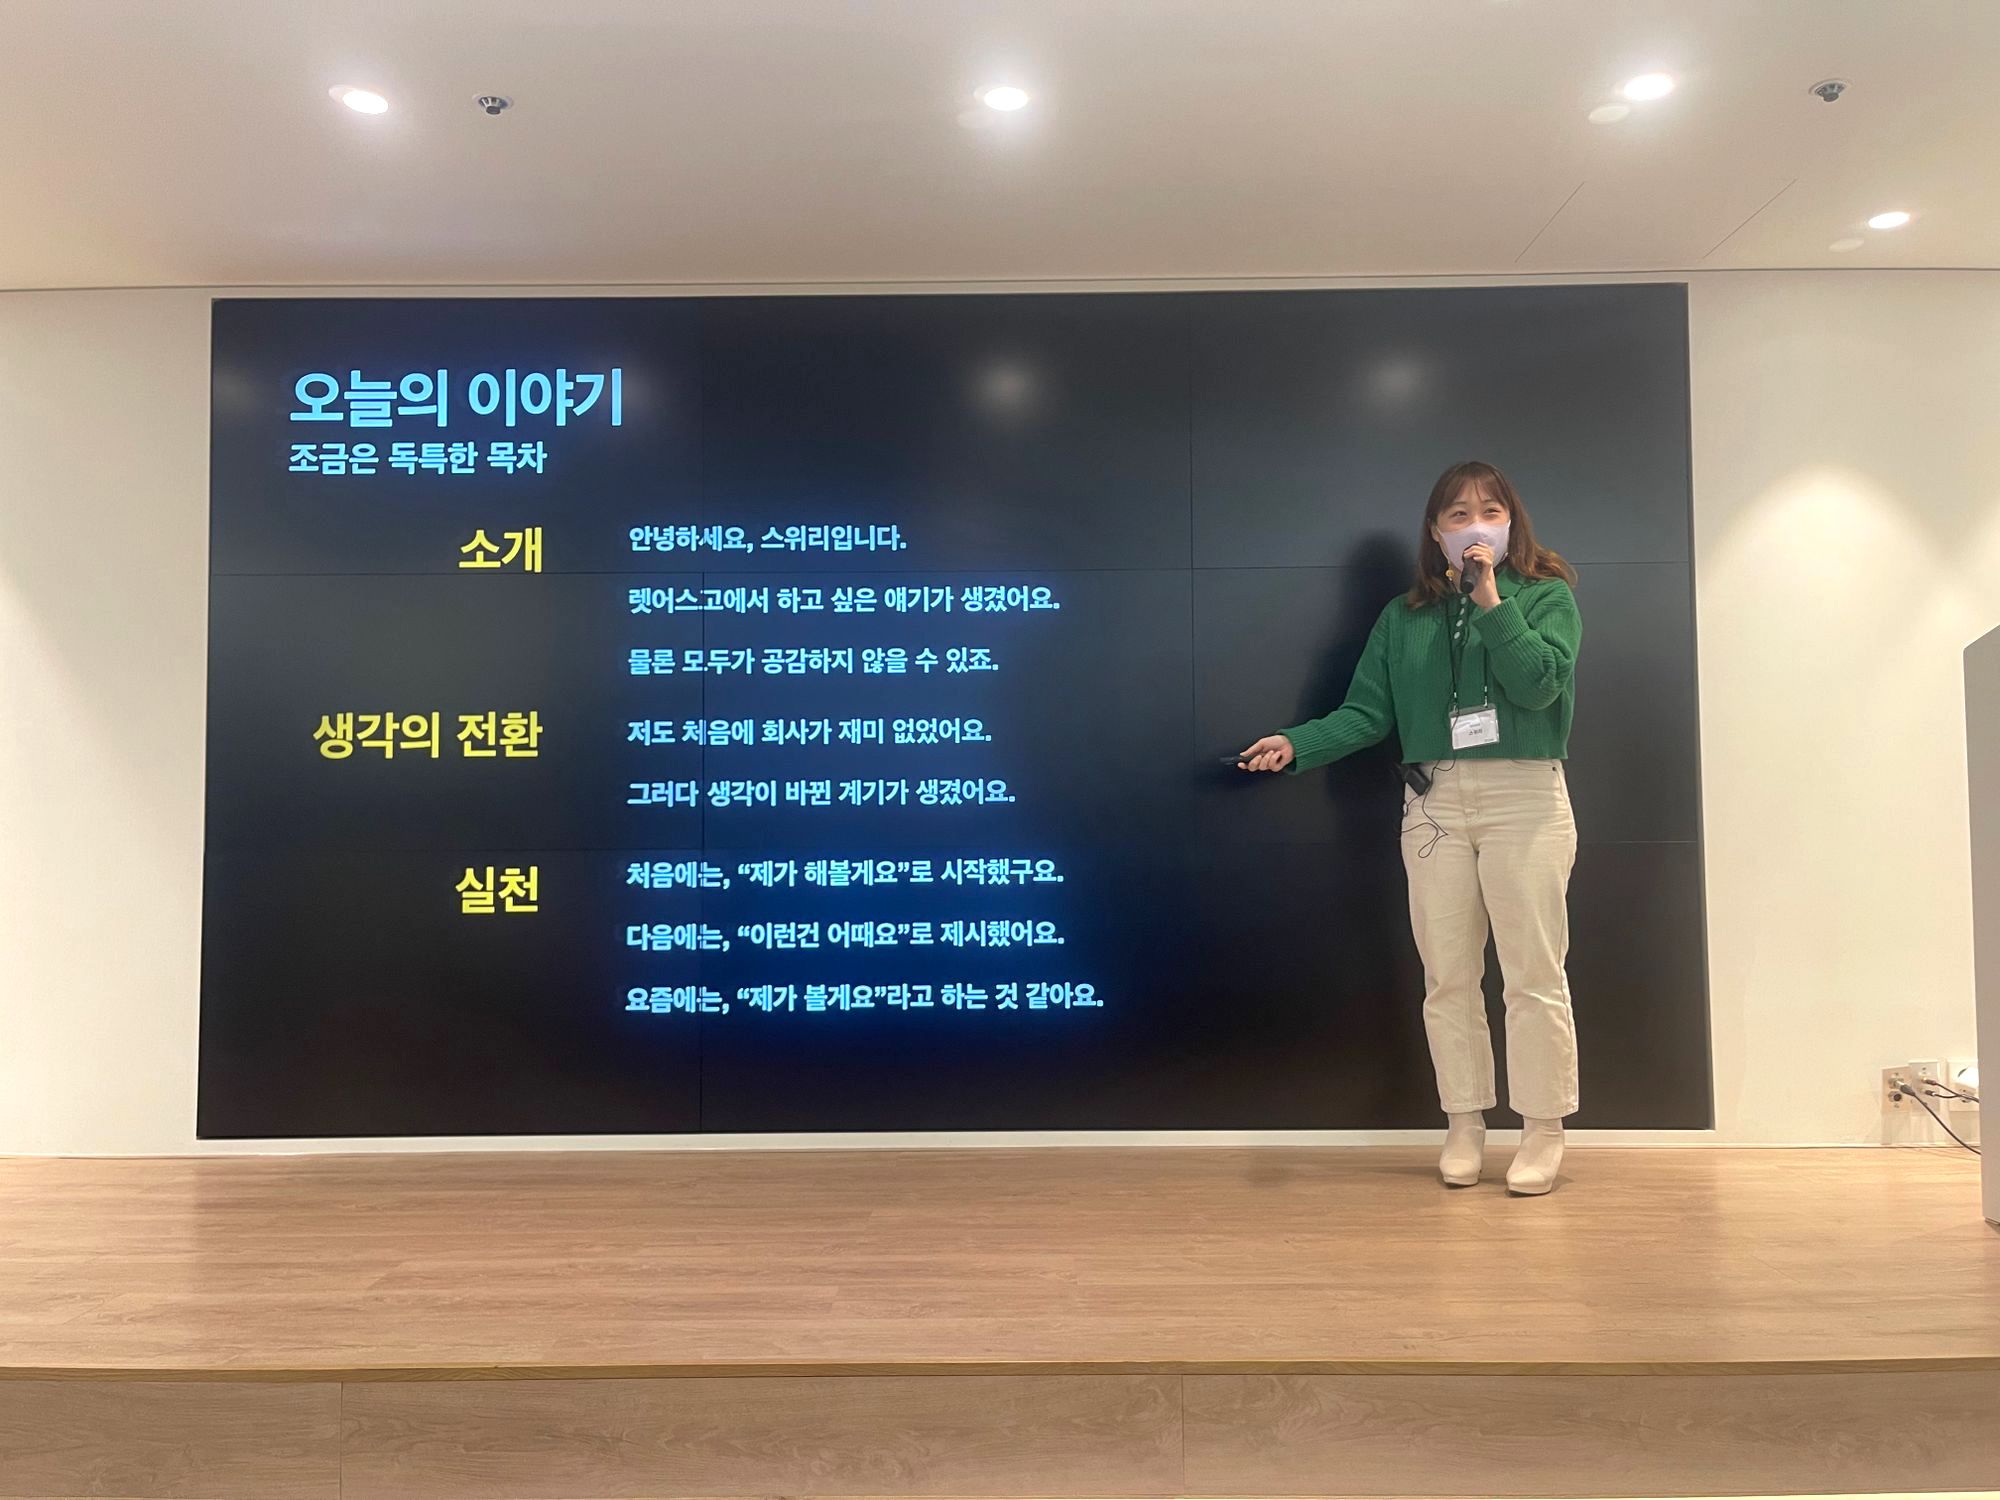 오늘의 이야기
조금은 독특한 목차
소개
안녕하세요, 스위리입니다.
렛어스고에서 하고 싶은 얘기가 생겼어요.
물론 모두가 공감하지 않을 수 있죠.
생각의 전환
저도 처음에 회사가 재미 없었어요.
그러다 생각이 바뀐 계기가 생겼어요.
실천
처음에는, “제가 해볼게요”로 시작했구요.
다음에는, “이런건 어때요”로 제시했어요.
요즘에는, “제가 볼게요”라고 하는 것 같아요.
스위리